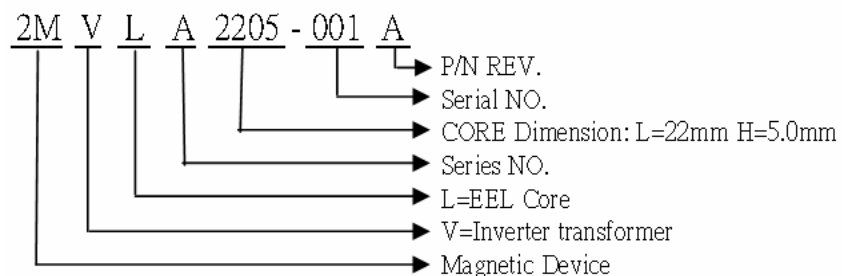 2M V L A 2205 - 001 A
P/N REV.
Serial NO.
CORE Dimension: L=22mm H=5.0mm
Series NO.
L=EEL Core
V=Inverter transformer
Magnetic Device